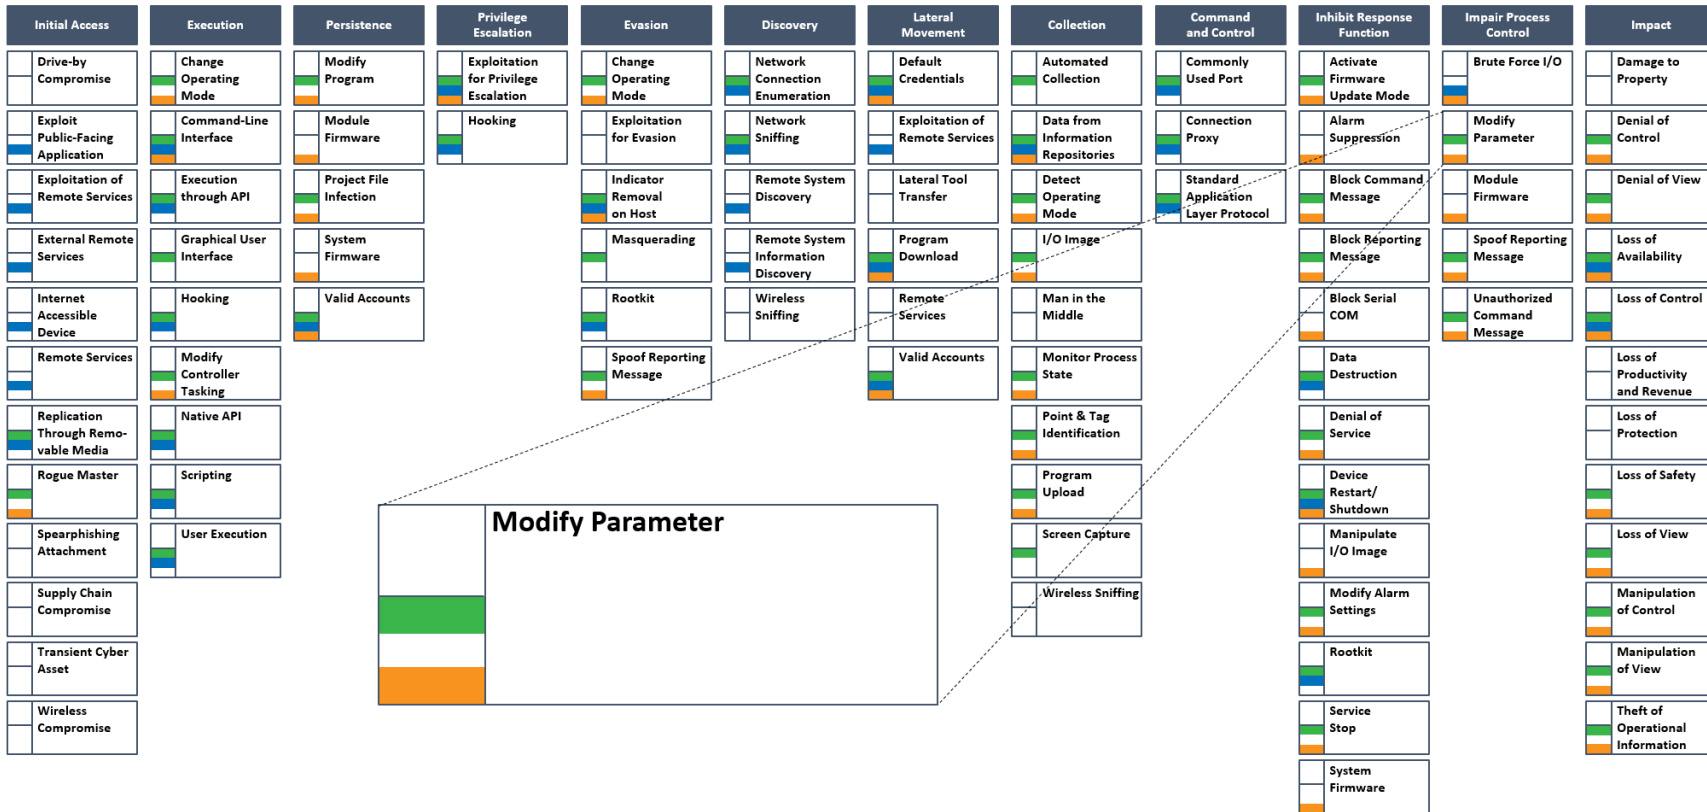 Initial Access
Drive-by
Compromise
Exploit
Public-Facing
Application
Exploitation of
Remote Services
External Remote
Services
Internet
Accessible
Device
Remote Services
Replication
Through Remo-
vable Media
Rogue Master
Spearphishing
Attachment
Supply Chain
Compromise
Transient Cyber
Asset
Wireless
Compromise
Execution
Change
Operating
Mode
Command-Line
Interface
Execution
through API
Graphical User
Interface
Hooking
Modify
Controller
Tasking
Native API
Scripting
User Execution
Persistence
Modify
Program
Module
Firmware
Project File
Infection
System
Firmware
Valid Accounts
Privilege
Escalation
Exploitation
for Privilege
Escalation
Hooking
Evasion
Change
Operating
Mode
Exploitation
for Evasion
Indicator
Removal
on Host
Masquerading
Rootkit
Spoof Reporting
Message
Discovery
Network
Connection
Enumeration
Network
Sniffing
Remote System
Discovery
Remote System
Information
Discovery
Wireless
Sniffing
Lateral
Movement
Default
Credentials
Exploitation of
Remote Services
Lateral Tool
Transfer
Program
Download
Remote
Services
Valid Accounts
Collection
Automated
Collection
Data from
Information
Repositories
Detect
Operating
Mode
I/O Image
Man in the
Middle
Monitor Process
State
Point & Tag
Identification
Program
Upload
Screen Capture
Wireless Sniffing
Command
and Control
Commonly
Used Port
Connection
Proxy
Standard
Application
Layer Protocol
Inhibit Response
Function
Activate
Firmware
Update Mode
Alarm
Suppression
Block Command
Message
Block Reporting
Message
Block Serial
COM
Data
Destruction
Denial of
Service
Device
Restart/
Shutdown
Manipulate
I/O Image
Modify Alarm
Settings
Rootkit
Service
Stop
System
Firmware
Impair Process
Control
Brute Force I/O
Modify
Parameter
Module
Firmware
Spoof Reporting
Message
Unauthorized
Command
Message
Impact
Damage to
Property
Denial of
Control
Denial of View
Loss of
Availability
Loss of Control
Loss of
Productivity
and Revenue
Loss of
Protection
Loss of Safety
Loss of View
Manipulation
of Control
Manipulation
of View
Theft of
Operational
Information
Modify Parameter